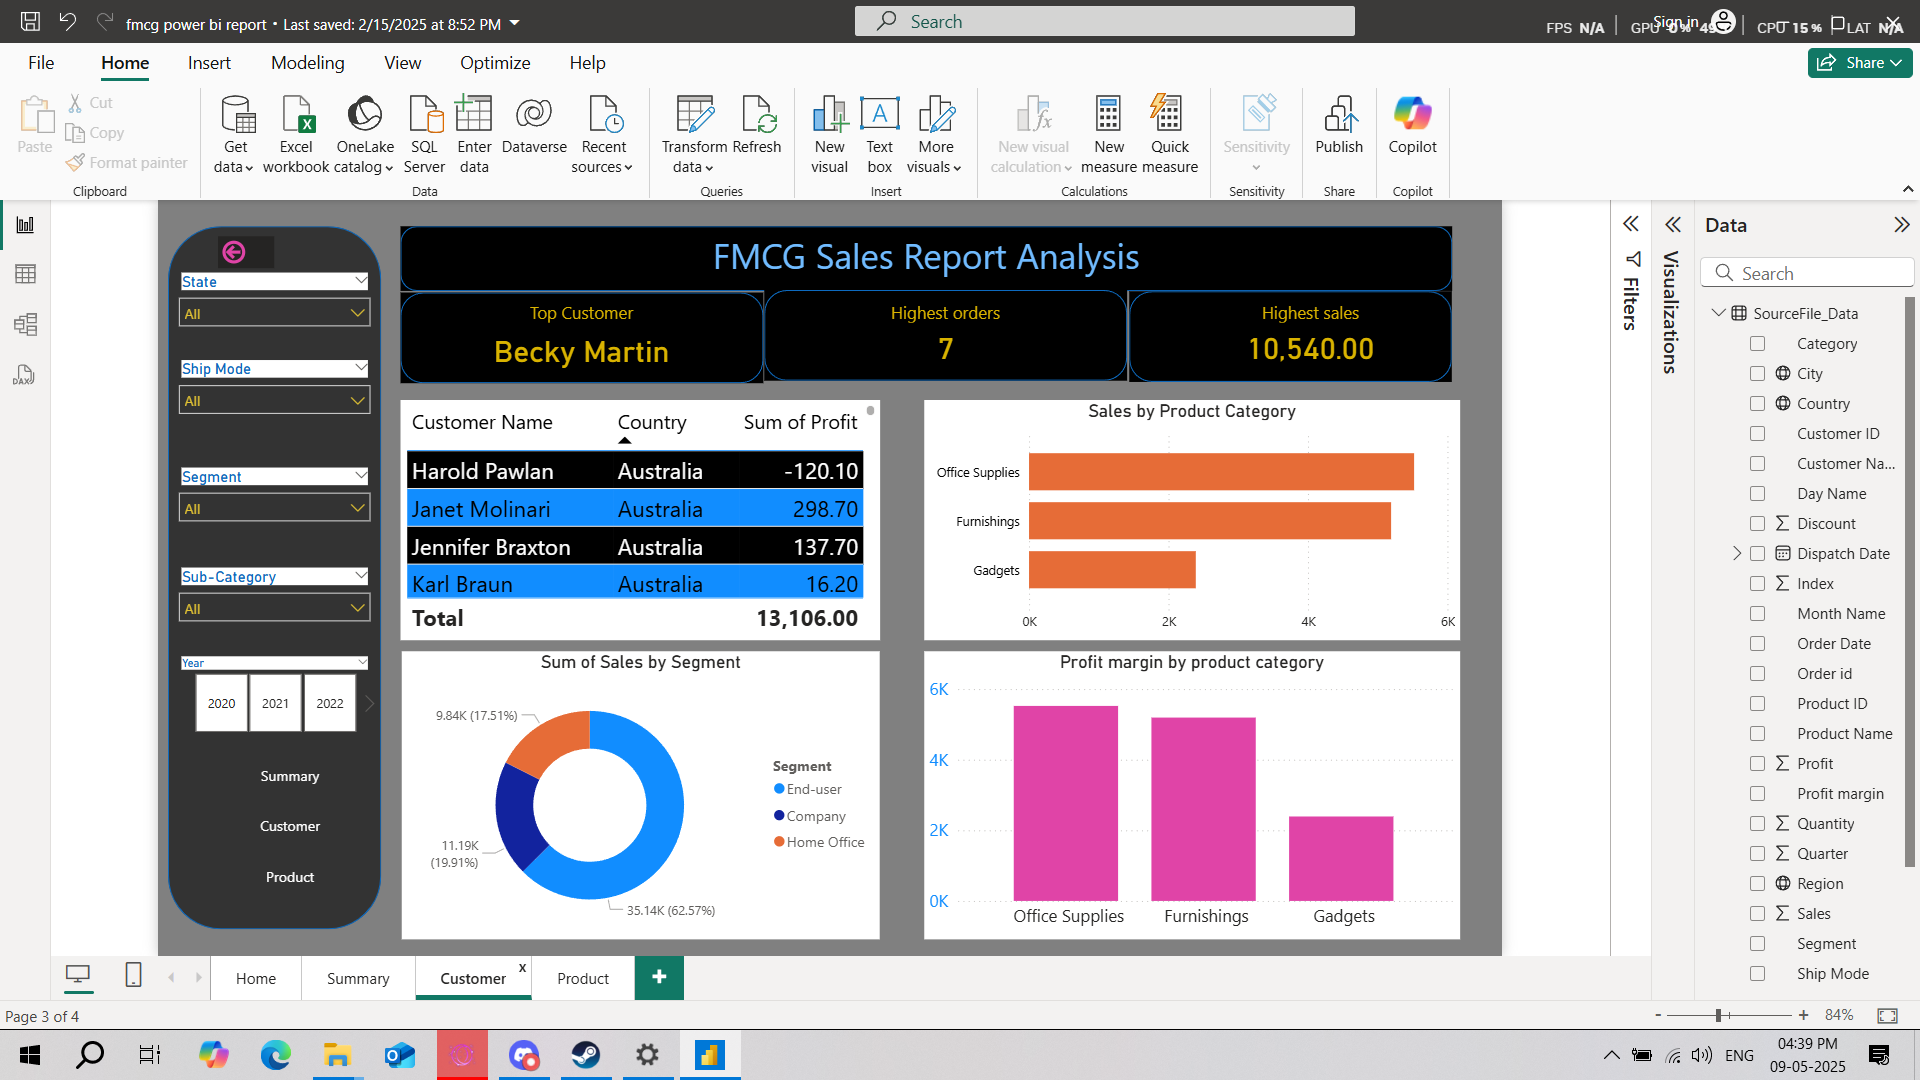 fmcg power bi report • Last saved: 2/15/2025 at 8:52 PM
Search
Sign in
FPS N/A
GPU 0%
CPU 15 %
LAT N/A
File
Home
Insert
Modeling
View
Optimize
Help
Share
Paste
Cut
Copy
Format painter
Clipboard
Get data
Excel workbook
OneLake catalog
SQL Server
Enter data
Dataverse
Recent sources
Data
Transform data
Refresh
Queries
New visual
Text box
More visuals
Insert
New visual calculation
New measure
Quick measure
Calculations
Sensitivity
Sensitivity
Publish
Share
Copilot
Copilot
State
All
Ship Mode
All
Segment
All
Sub-Category
All
Year
2020
2021
2022
Summary
Customer
Product
FMCG Sales Report Analysis
Top Customer
Becky Martin
Highest orders
7
Highest sales
10,540.00
Customer Name Country Sum of Profit
Harold Pawlan Australia -120.10
Janet Molinari Australia 298.70
Jennifer Braxton Australia 137.70
Karl Braun Australia 16.20
Total 13,106.00
Sales by Product Category
Office Supplies
Furnishings
Gadgets
0K 2K 4K 6K
Sum of Sales by Segment
9.84K (17.51%)
11.19K
(19.91%)
35.14K (62.57%)
Segment
End-user
Company
Home Office
Profit margin by product category
6K
4K
2K
0K
Office Supplies
Furnishings
Gadgets
Filters
Visualizations
Data
Search
SourceFile_Data
Category
City
Country
Customer ID
Customer Na...
Day Name
Discount
Dispatch Date
Index
Month Name
Order Date
Order id
Product ID
Product Name
Profit
Profit margin
Quantity
Quarter
Region
Sales
Segment
Ship Mode
DAX
Home
Summary
Customer
x
Product
+
Page 3 of 4
- + 84%
ENG
04:39 PM
09-05-2025